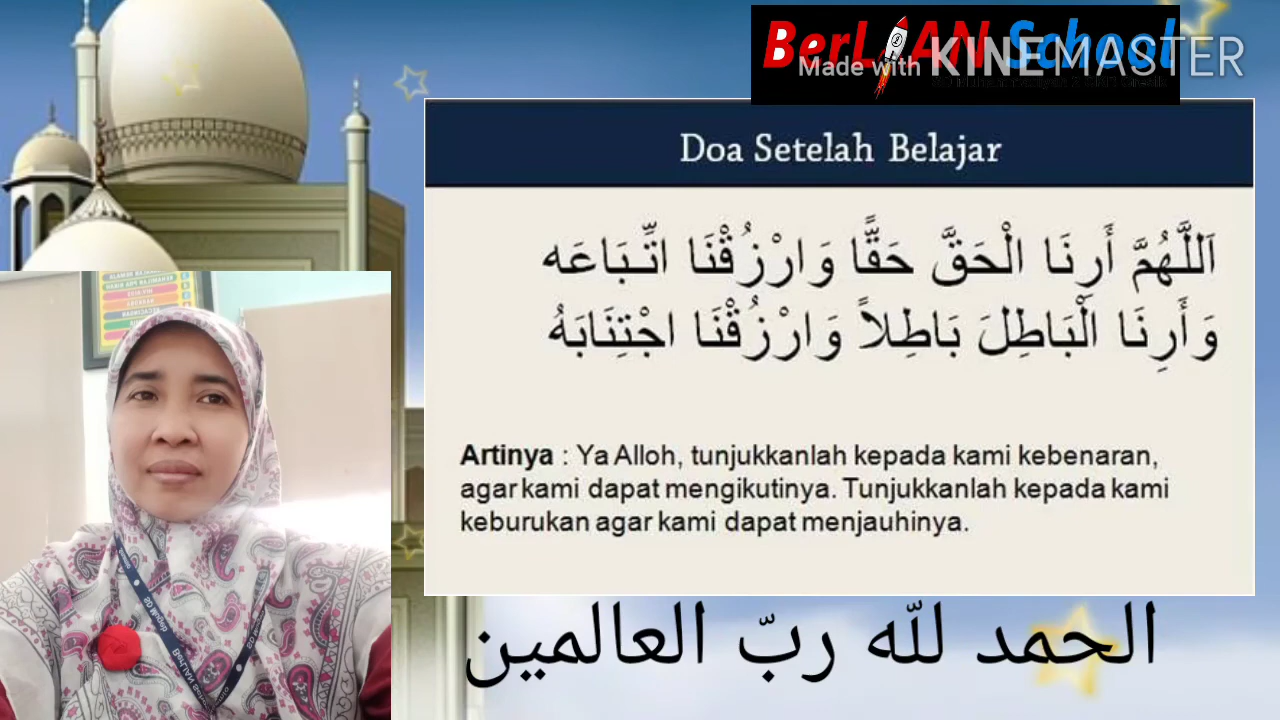 BerLIAN School
Made with KINEMASTER
Doa Setelah Belajar
اَللَّهُمَّ أَرِنَا الْحَقَّ حَقًّا وَارْزُقْنَا اتِّبَاعَه
وَأَرِنَا الْبَاطِلَ بَاطِلاً وَارْزُقْنَا اجْتِنَابَهُ
Artinya : Ya Alloh, tunjukkanlah kepada kami kebenaran,
agar kami dapat mengikutinya. Tunjukkanlah kepada kami
keburukan agar kami dapat menjauhinya.
الحمد للّه ربّ العالمين